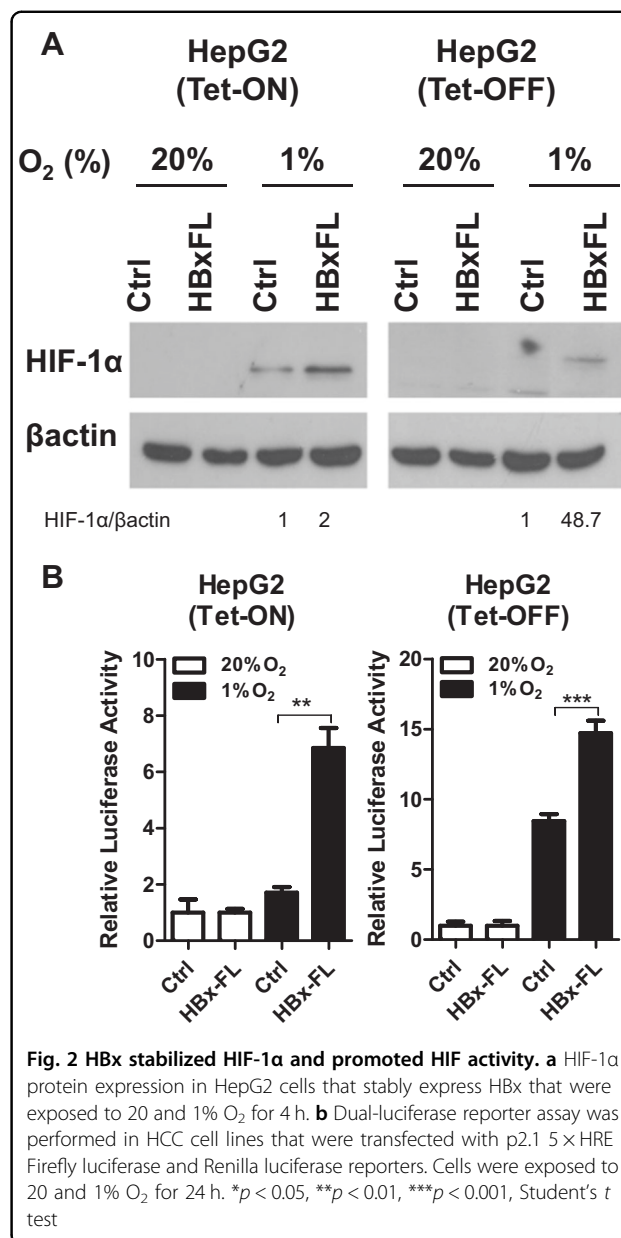 A
HepG2 (Tet-ON)
HepG2 (Tet-OFF)
O₂ (%)
20%
1%
20%
1%
Ctrl
HBxFL
Ctrl
HBxFL
Ctrl
HBxFL
Ctrl
HBxFL
HIF-1α
βactin
HIF-1α/βactin
1
2
1
48.7
B
HepG2 (Tet-ON)
Relative Luciferase Activity
10
8
6
4
2
0
20% O₂
1% O₂
**
Ctrl
HBx-FL
Ctrl
HBx-FL
HepG2 (Tet-OFF)
Relative Luciferase Activity
20
15
10
5
0
20% O₂
1% O₂
***
Ctrl
HBx-FL
Ctrl
HBx-FL
Fig. 2 HBx stabilized HIF-1α and promoted HIF activity. a HIF-1α
protein expression in HepG2 cells that stably express HBx that were
exposed to 20 and 1% O₂ for 4 h. b Dual-luciferase reporter assay was
performed in HCC cell lines that were transfected with p2.1 5 × HRE
Firefly luciferase and Renilla luciferase reporters. Cells were exposed to
20 and 1% O₂ for 24 h. *p < 0.05, **p < 0.01, ***p < 0.001, Student's t
test